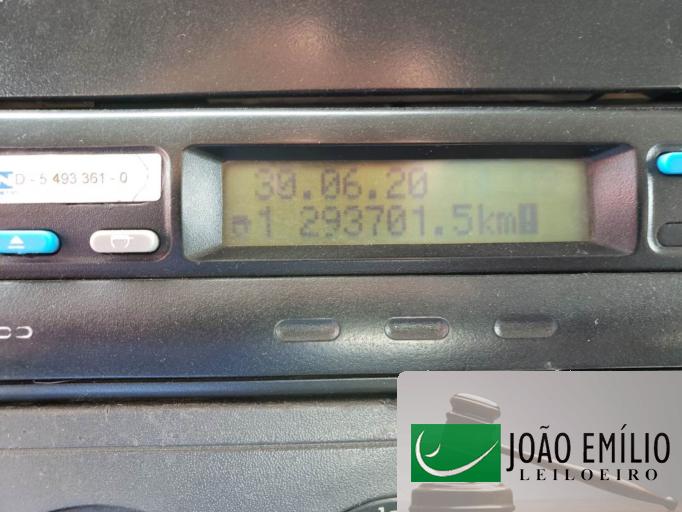 D - 5 493 361 - 0
30.06.20
1 293701.5km!
JOÃO EMÍLIO
LEILOEIRO